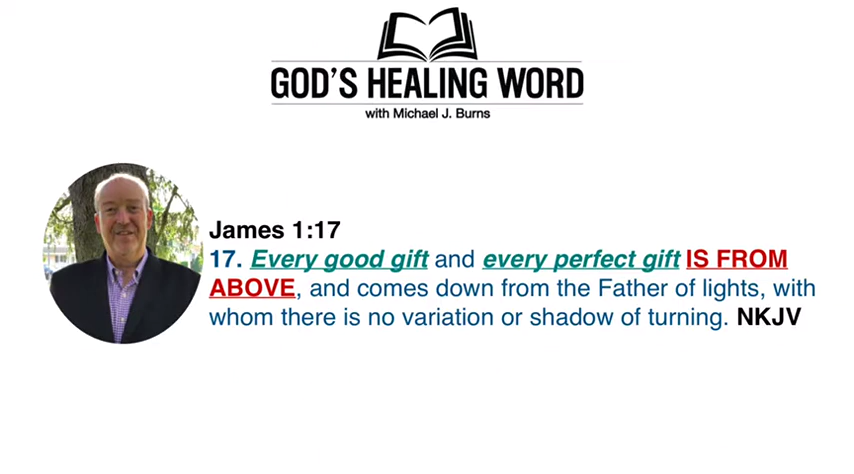 GOD'S HEALING WORD
with Michael J. Burns
James 1:17
17. Every good gift and every perfect gift IS FROM
ABOVE, and comes down from the Father of lights, with
whom there is no variation or shadow of turning. NKJV